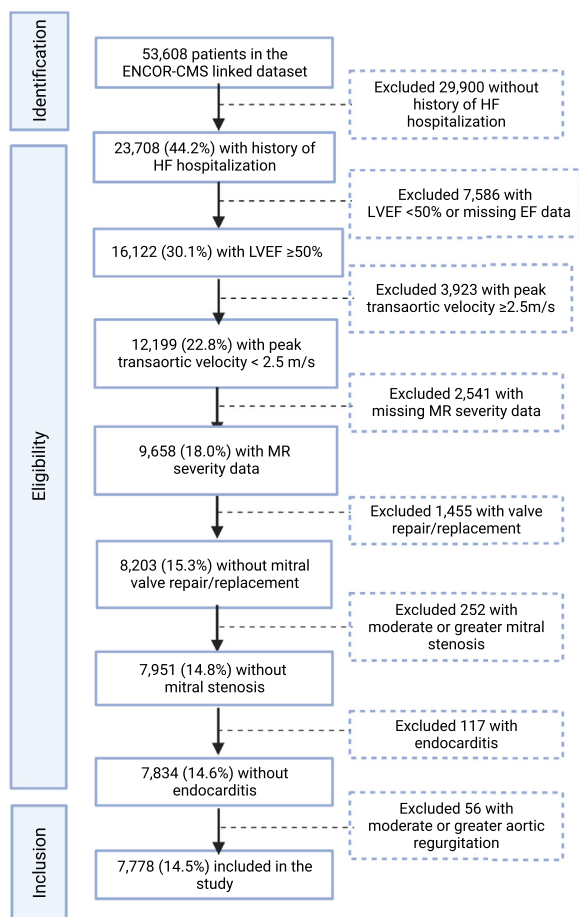 Identification
53,608 patients in the
ENCOR-CMS linked dataset
Excluded 29,900 without
history of HF
hospitalization
23,708 (44.2%) with history of
HF hospitalization
Excluded 7,586 with
LVEF <50% or missing EF data
Eligibility
16,122 (30.1%) with LVEF ≥50%
Excluded 3,923 with peak
transaortic velocity ≥2.5m/s
12,199 (22.8%) with peak
transaortic velocity < 2.5 m/s
Excluded 2,541 with
missing MR severity data
9,658 (18.0%) with MR
severity data
Excluded 1,455 with valve
repair/replacement
8,203 (15.3%) without mitral
valve repair/replacement
Excluded 252 with
moderate or greater mitral
stenosis
7,951 (14.8%) without
mitral stenosis
Excluded 117 with
endocarditis
7,834 (14.6%) without
endocarditis
Excluded 56 with
moderate or greater aortic
regurgitation
Inclusion
7,778 (14.5%) included in the
study